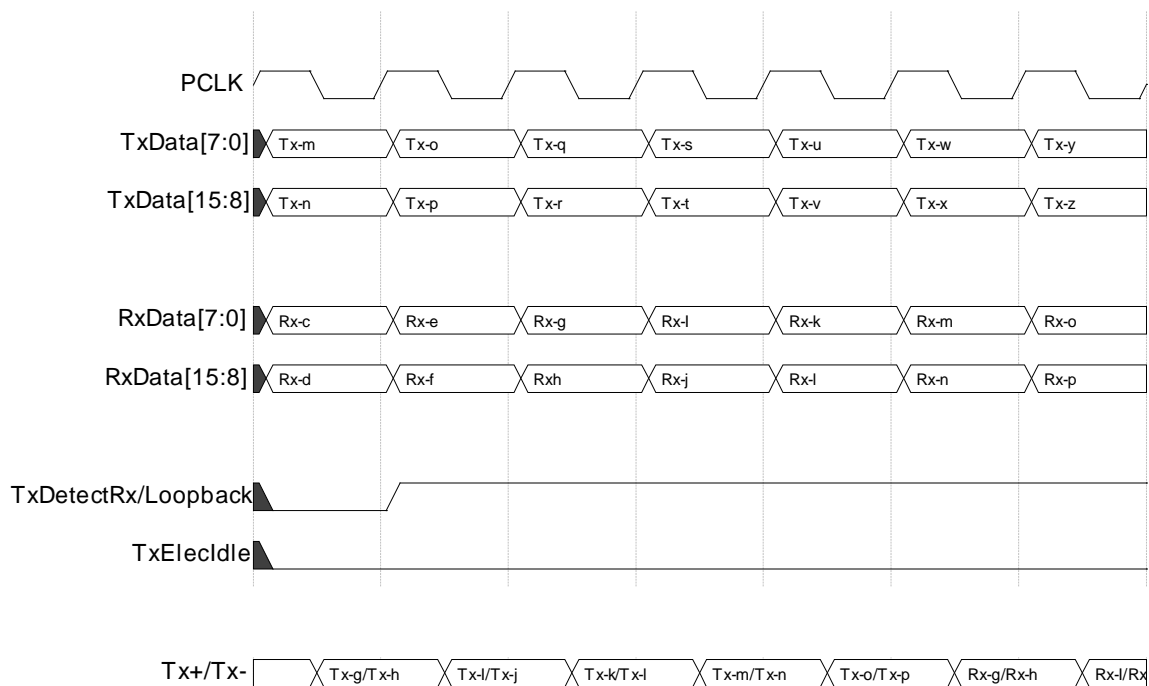 PCLK
TxData[7:0] Tx-m Tx-o Tx-q Tx-s Tx-u Tx-w Tx-y
TxData[15:8] Tx-n Tx-p Tx-r Tx-t Tx-v Tx-x Tx-z
RxData[7:0] Rx-c Rx-e Rx-g Rx-I Rx-k Rx-m Rx-o
RxData[15:8] Rx-d Rx-f Rxh Rx-j Rx-l Rx-n Rx-p
TxDetectRx/Loopback
TxElecIdle
Tx+/Tx- Tx-g/Tx-h Tx-I/Tx-j Tx-k/Tx-l Tx-m/Tx-n Tx-o/Tx-p Rx-g/Rx-h Rx-I/Rx